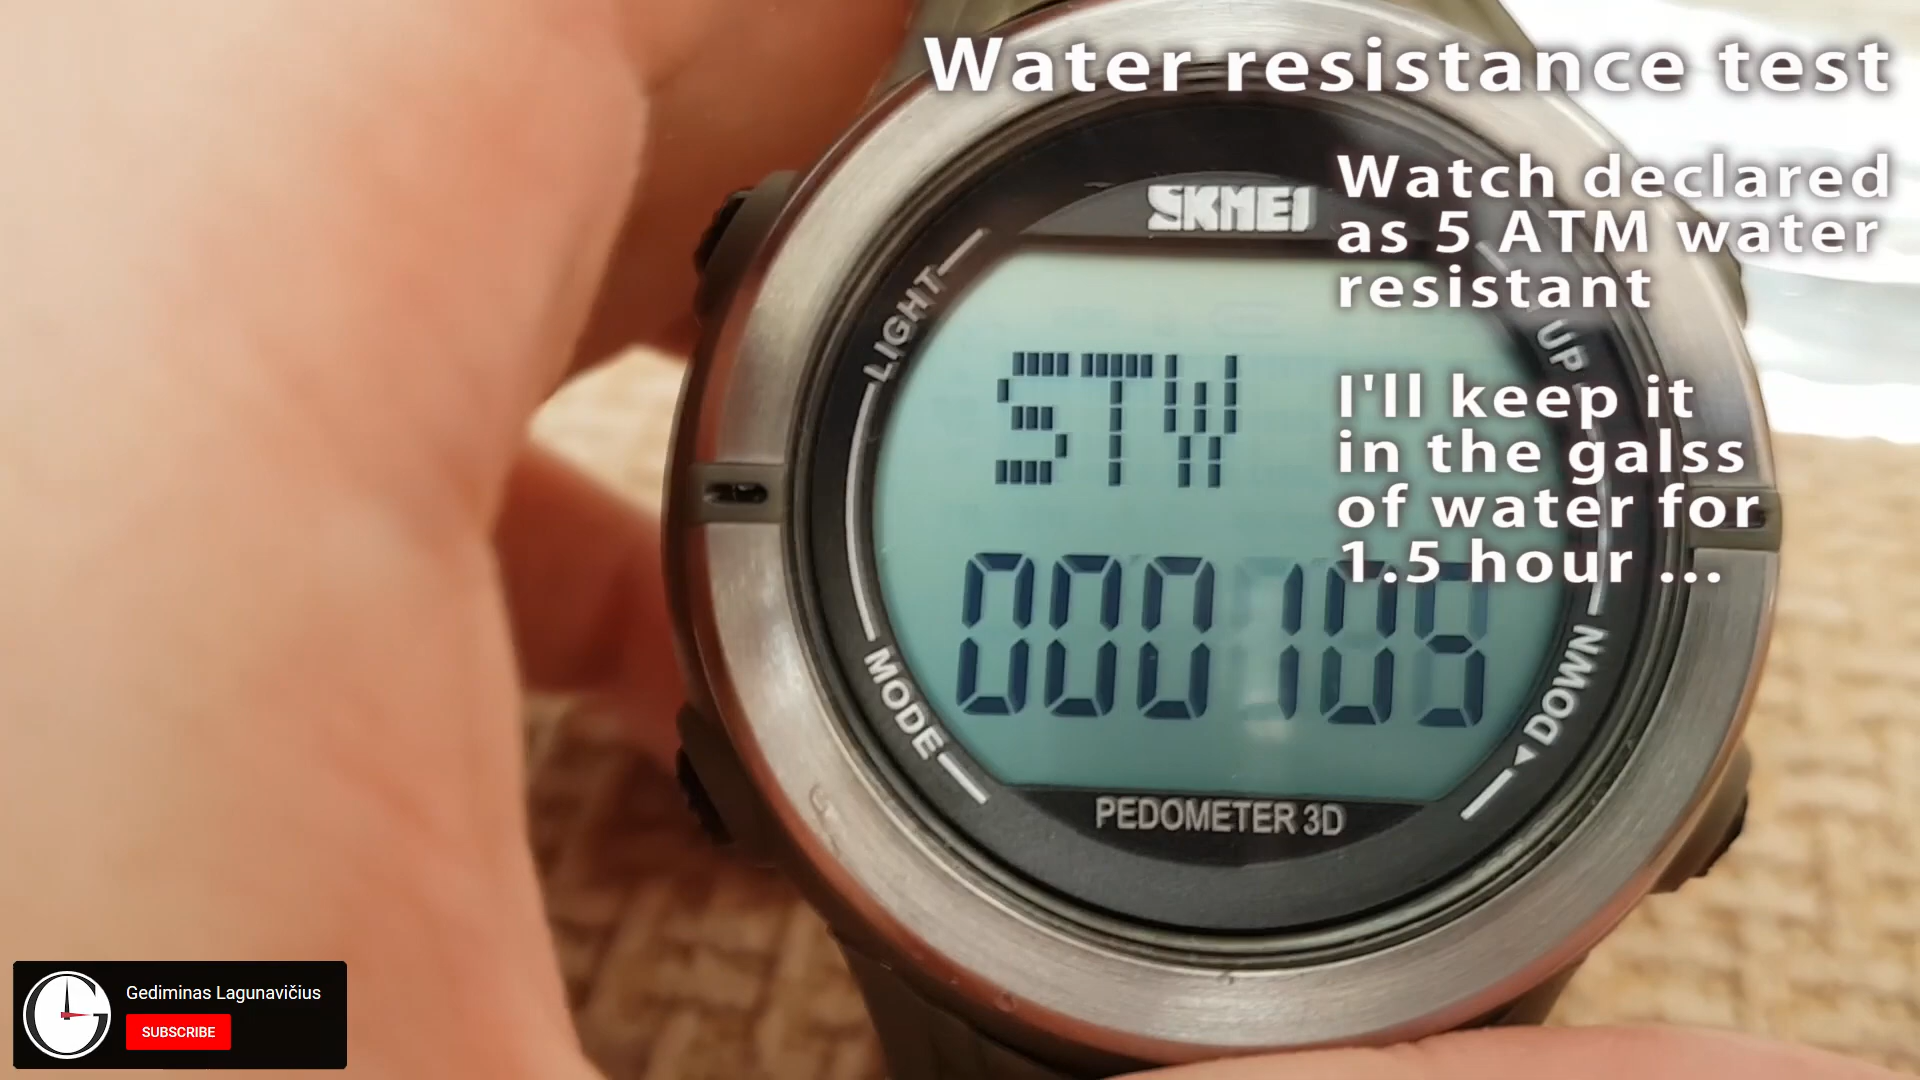 Water resistance test
Watch declared
as 5 ATM water
resistant
I'll keep it
in the galss
of water for
1.5 hour ...
SKMEI
LIGHT
UP
STW
MODE
DOWN
PEDOMETER 3D
Gediminas Lagunavičius
SUBSCRIBE